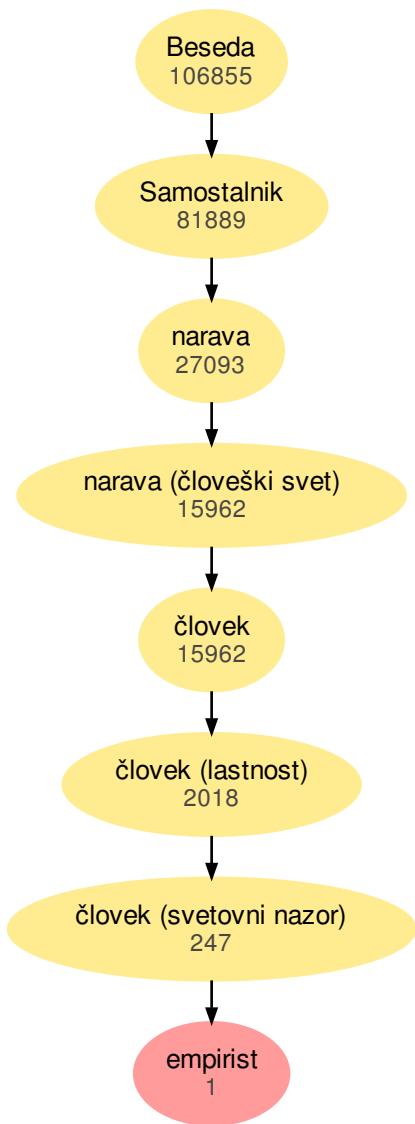 Beseda
106855
Samostalnik
81889
narava
27093
narava (človeški svet)
15962
človek
15962
človek (lastnost)
2018
človek (svetovni nazor)
247
empirist
1